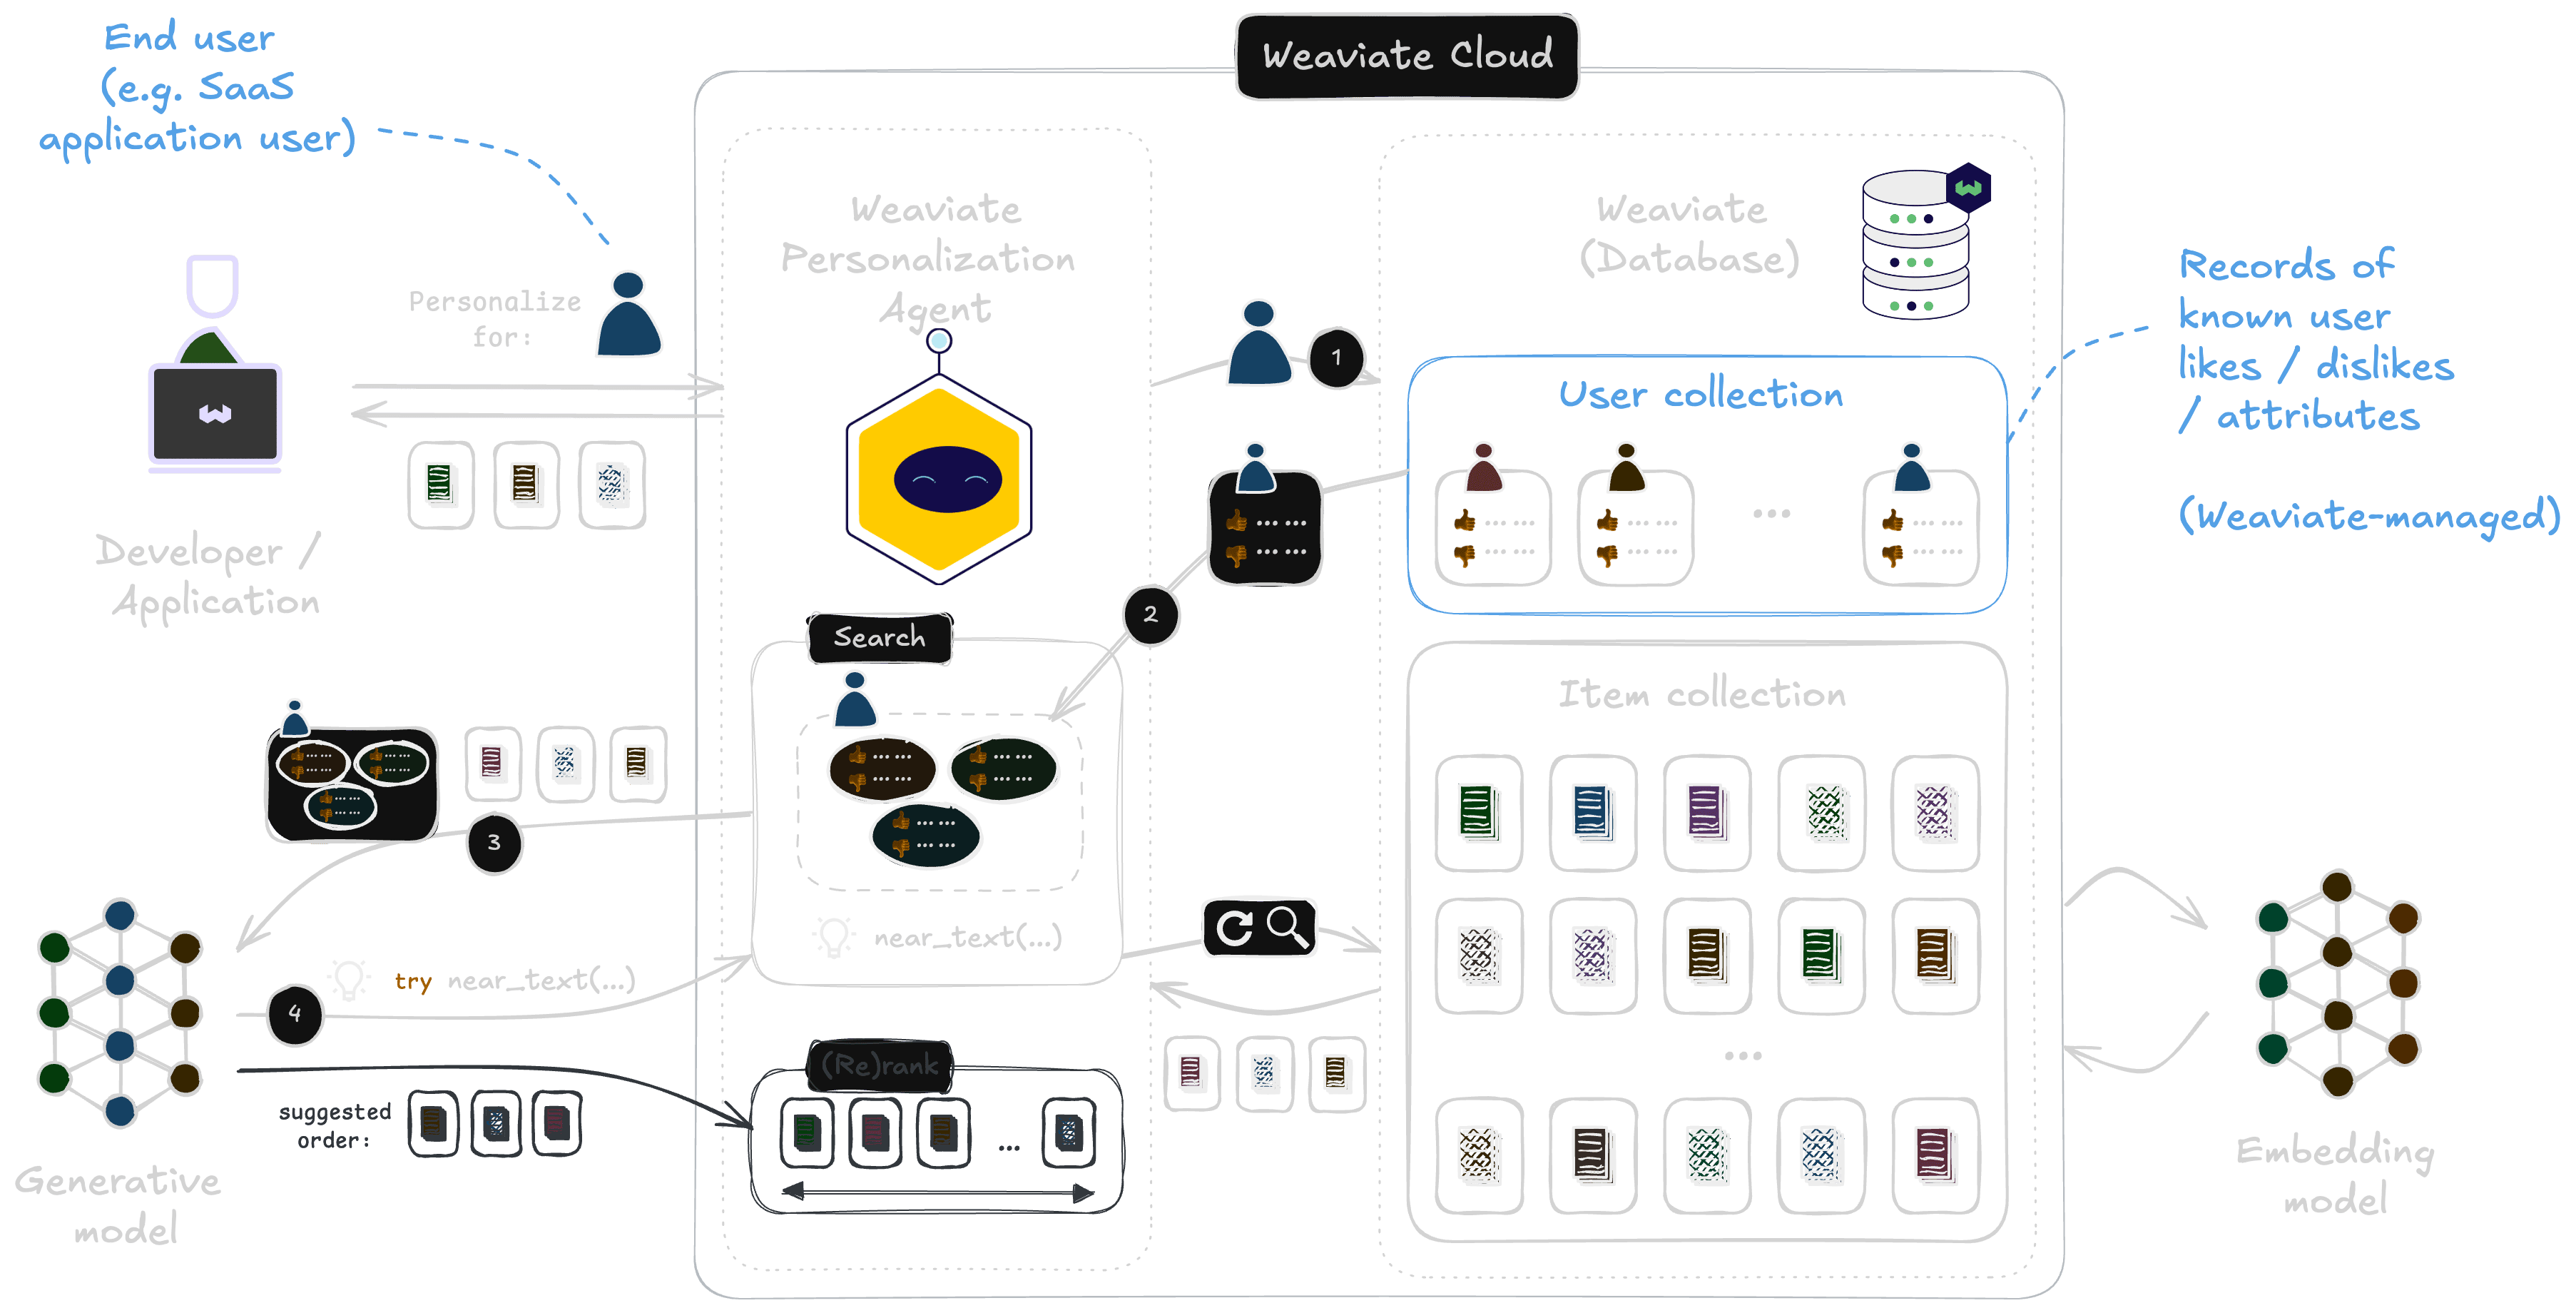 Weaviate Cloud
End user
(e.g. SaaS
application user)
Personalize
for:
Developer /
Application
Weaviate
Personalization
Agent
Weaviate
(Database)
1
User collection
...
Records of
known user
likes / dislikes
/ attributes
(Weaviate-managed)
2
Search
near_text(...)
3
4
try near_text(...)
Generative
model
suggested
order:
(Re)rank
...
Item collection
...
Embedding
model